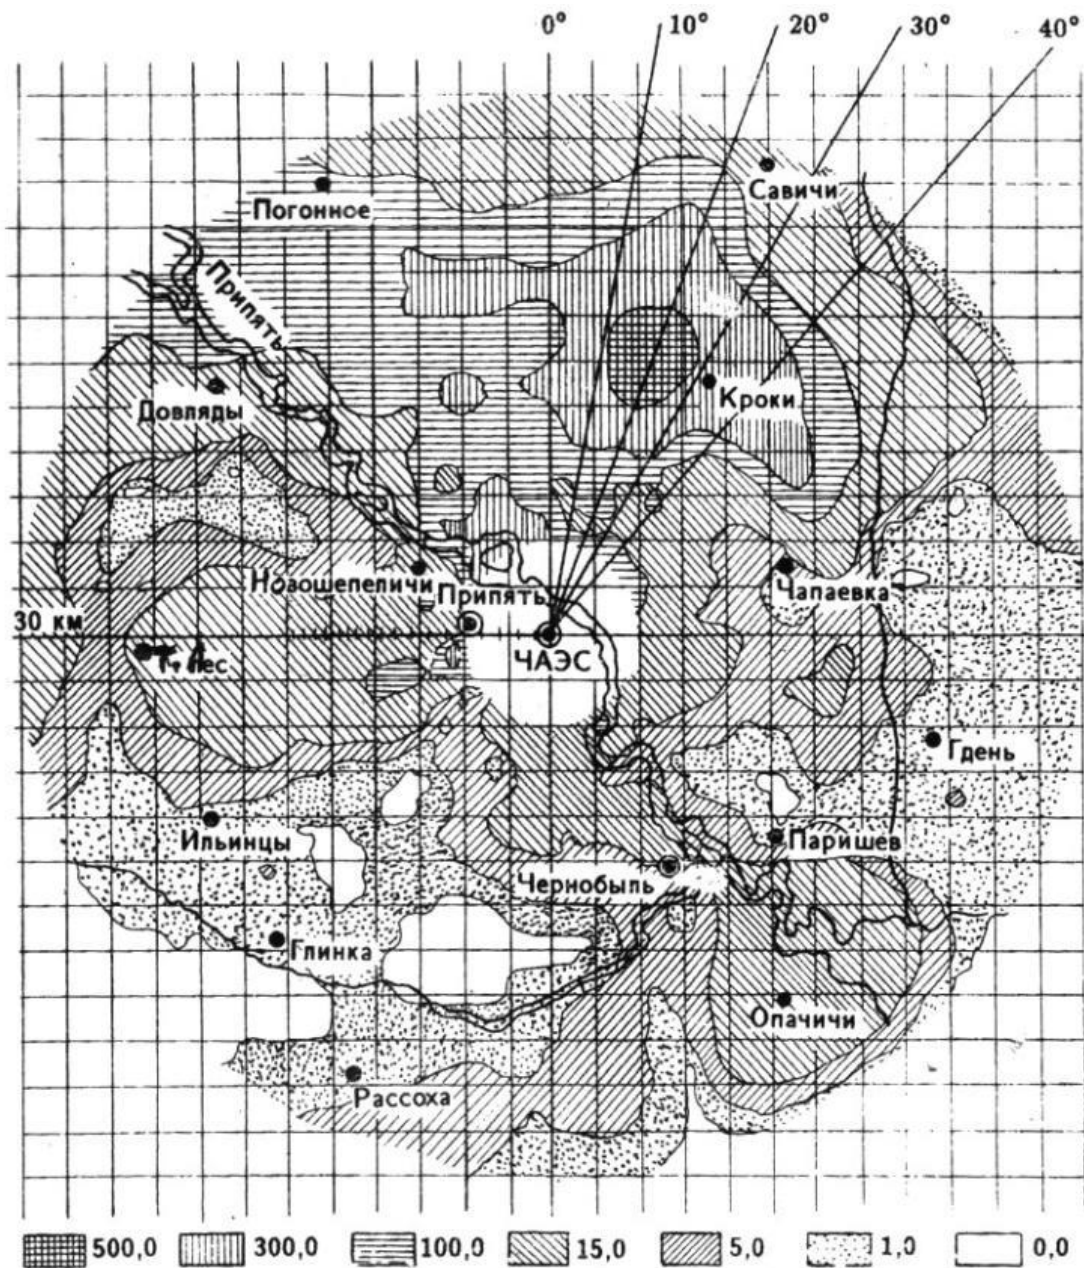 0° 10° 20° 30° 40°
Савичи
Погонное
Припять
Кроки
Довляды
Новошепеличи
Припять
Чапаевка
30 км
ЧАЭС
Гдень
Ильинцы
Паришев
Чернобыль
Глинка
Опачичи
Рассоха
500,0 300,0 100,0 15,0 5,0 1,0 0,0